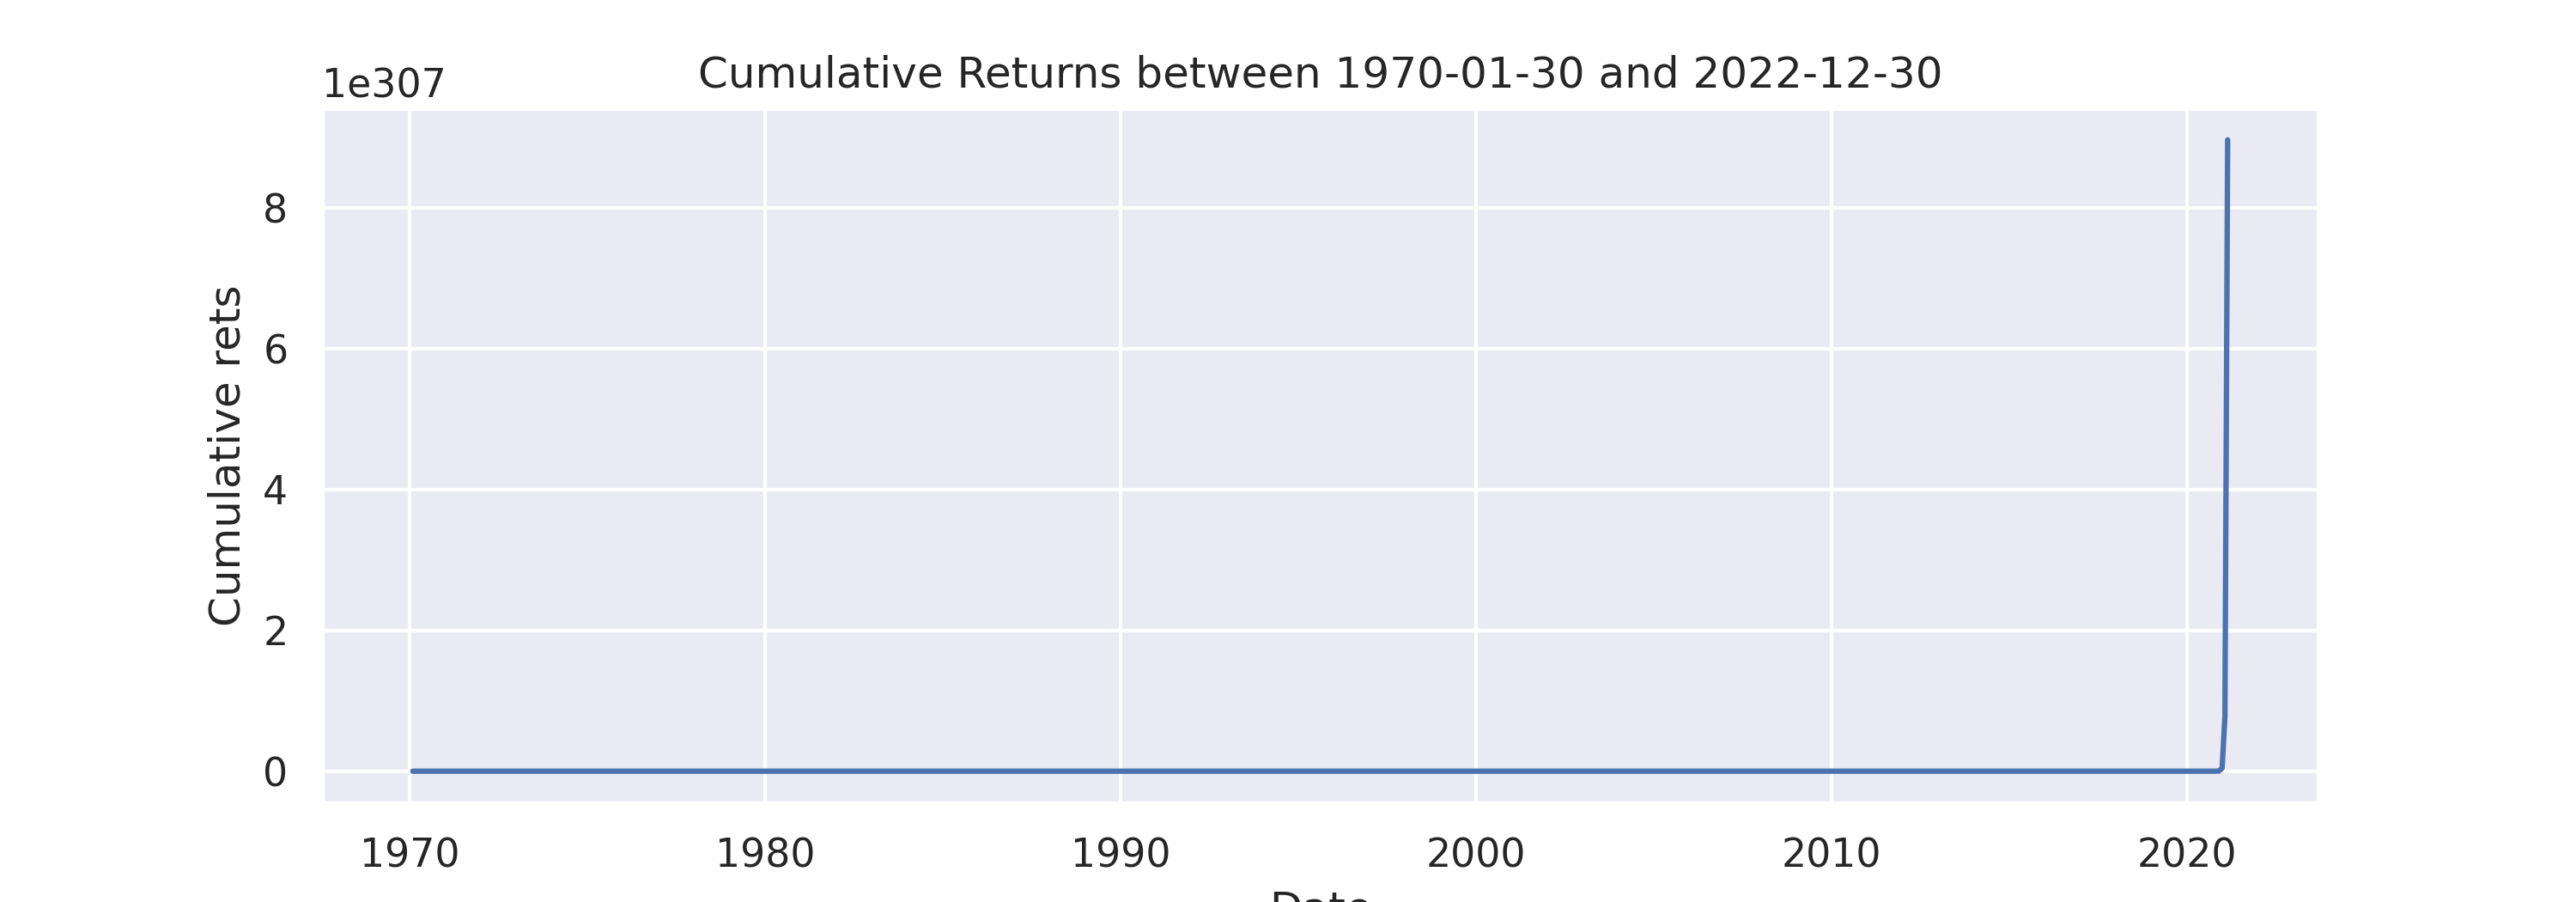 Cumulative Returns between 1970-01-30 and 2022-12-30
1e307
8
6
4
2
0
Cumulative rets
1970 1980 1990 2000 2010 2020
Date